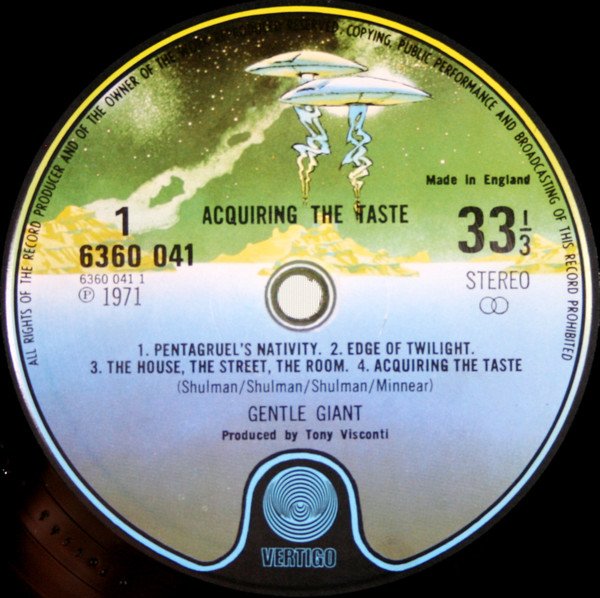 ALL RIGHTS OF THE RECORD PRODUCER AND OF THE OWNER OF THE WORK REPRODUCED RESERVED, COPYING, PUBLIC PERFORMANCE AND BROADCASTING OF THIS RECORD PROHIBITED
Made in England
1
ACQUIRING THE TASTE
33⅓
6360 041
6360 041 1
STEREO
Ⓟ 1971
1. PENTAGRUEL'S NATIVITY. 2. EDGE OF TWILIGHT.
3. THE HOUSE, THE STREET, THE ROOM. 4. ACQUIRING THE TASTE
(Shulman/Shulman/Shulman/Minnear)
GENTLE GIANT
Produced by Tony Visconti
VERTIGO